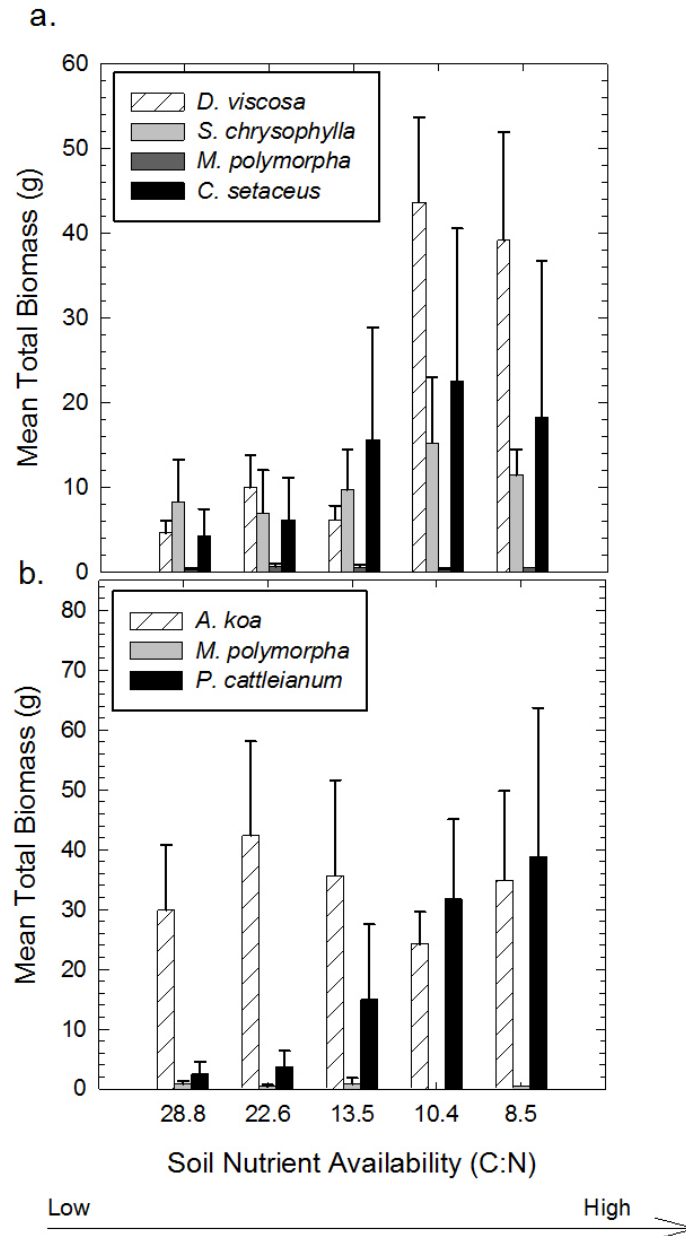 a.
60
50
40
30
20
10
0
Mean Total Biomass (g)
D. viscosa
S. chrysophylla
M. polymorpha
C. setaceus
b.
80
70
60
50
40
30
20
10
0
Mean Total Biomass (g)
A. koa
M. polymorpha
P. cattleianum
28.8 22.6 13.5 10.4 8.5
Soil Nutrient Availability (C:N)
Low High